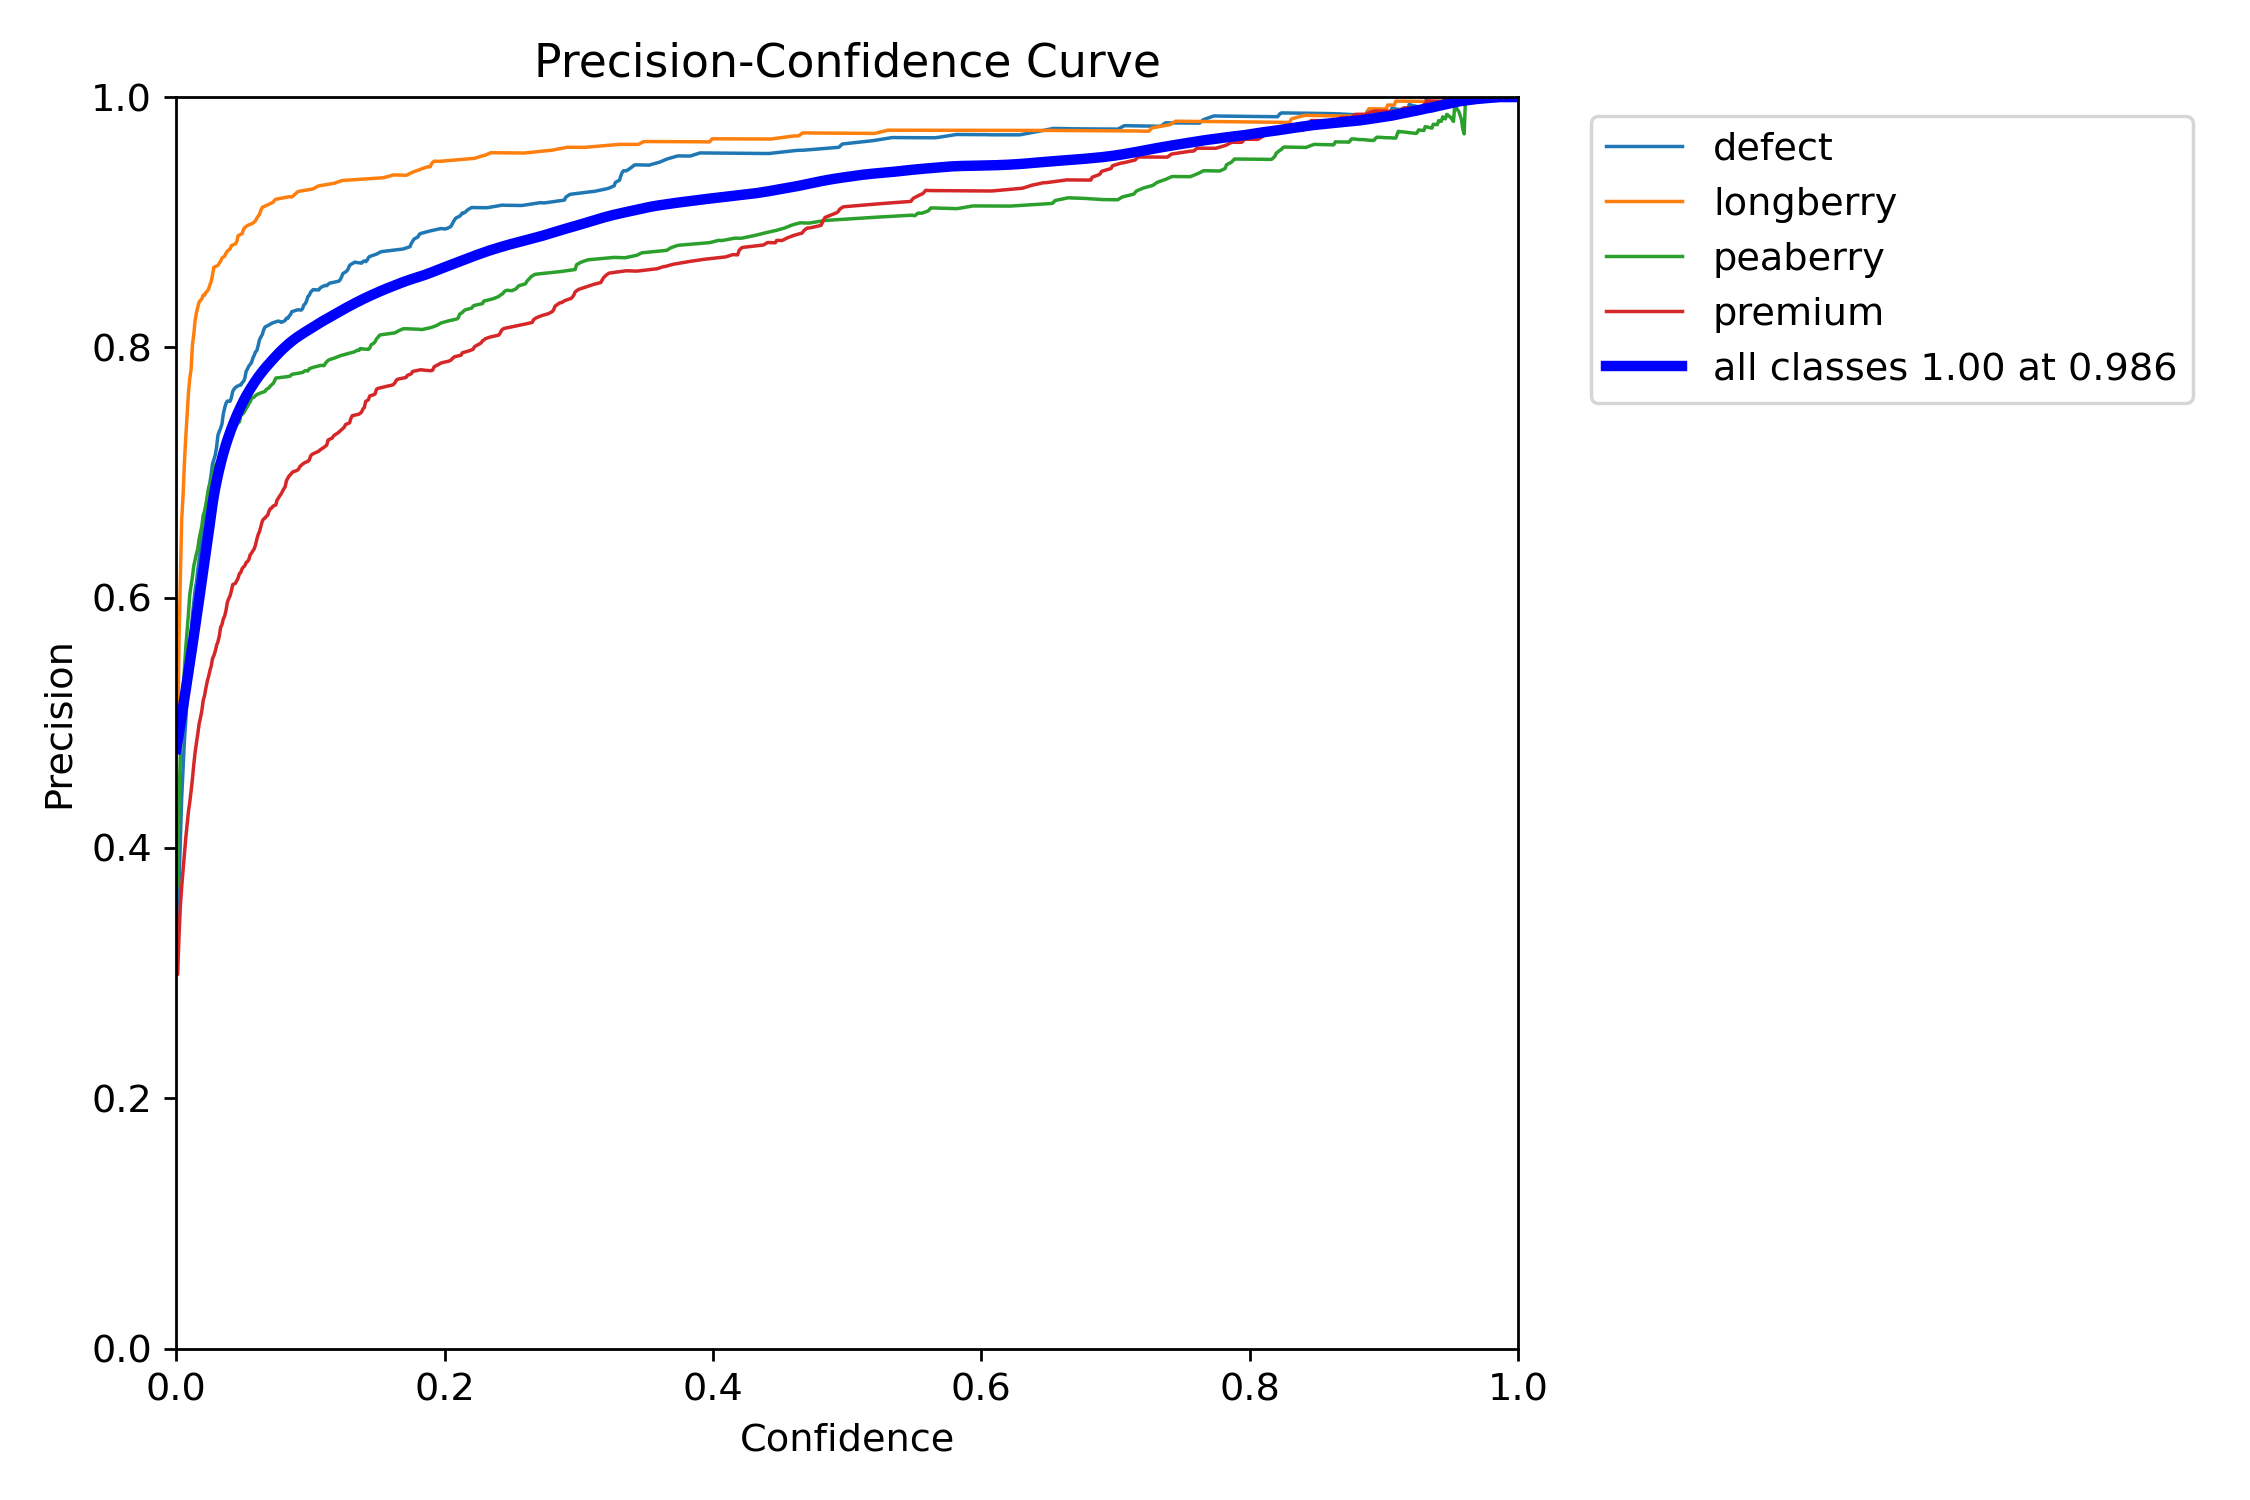 Precision-Confidence Curve
1.0
0.8
0.6
0.4
0.2
0.0
Precision
0.0 0.2 0.4 0.6 0.8 1.0
Confidence
defect
longberry
peaberry
premium
all classes 1.00 at 0.986